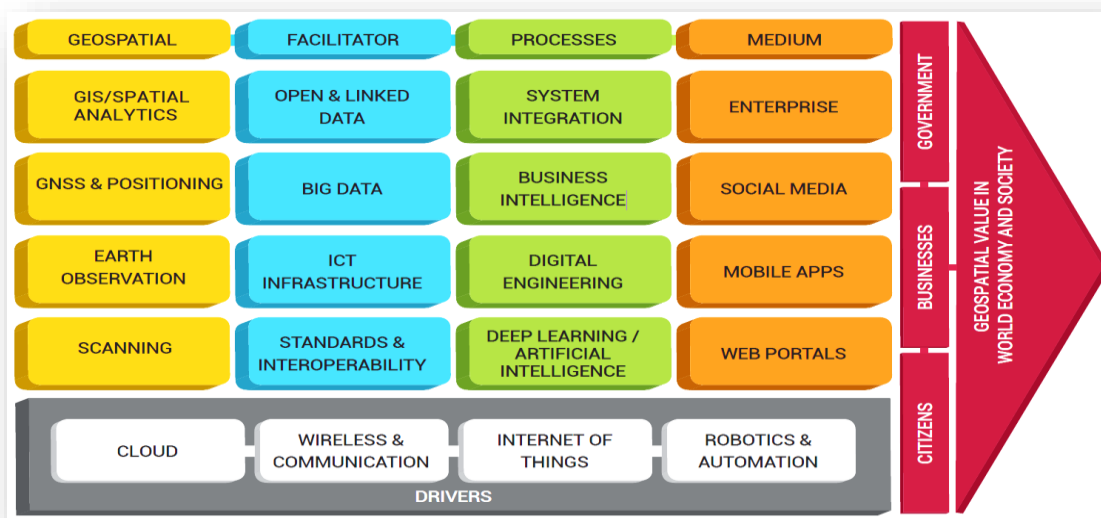 GEOSPATIAL
FACILITATOR
PROCESSES
MEDIUM
GIS/SPATIAL
ANALYTICS
OPEN & LINKED
DATA
SYSTEM
INTEGRATION
ENTERPRISE
GNSS & POSITIONING
BIG DATA
BUSINESS
INTELLIGENCE
SOCIAL MEDIA
EARTH
OBSERVATION
ICT
INFRASTRUCTURE
DIGITAL
ENGINEERING
MOBILE APPS
SCANNING
STANDARDS &
INTEROPERABILITY
DEEP LEARNING /
ARTIFICIAL
INTELLIGENCE
WEB PORTALS
CLOUD
WIRELESS &
COMMUNICATION
INTERNET OF
THINGS
ROBOTICS &
AUTOMATION
DRIVERS
GOVERNMENT
BUSINESSES
CITIZENS
GEOSPATIAL VALUE IN
WORLD ECONOMY AND SOCIETY